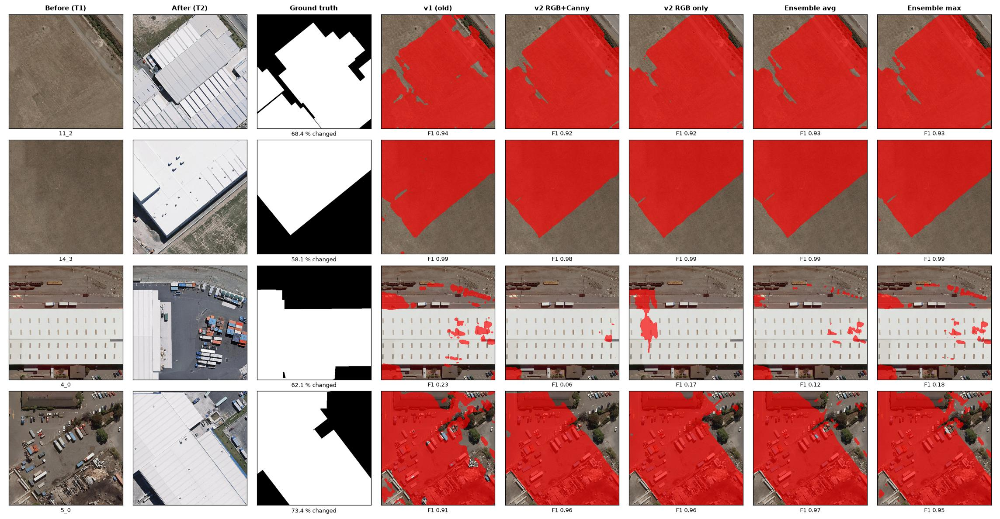 Before (T1) After (T2) Ground truth v1 (old) v2 RGB+Canny v2 RGB only Ensemble avg Ensemble max
11_2 68.4 % changed F1 0.94 F1 0.92 F1 0.92 F1 0.93 F1 0.93
14_3 58.1 % changed F1 0.99 F1 0.98 F1 0.99 F1 0.99 F1 0.99
4_0 62.1 % changed F1 0.23 F1 0.06 F1 0.17 F1 0.12 F1 0.18
5_0 73.4 % changed F1 0.91 F1 0.96 F1 0.96 F1 0.97 F1 0.95